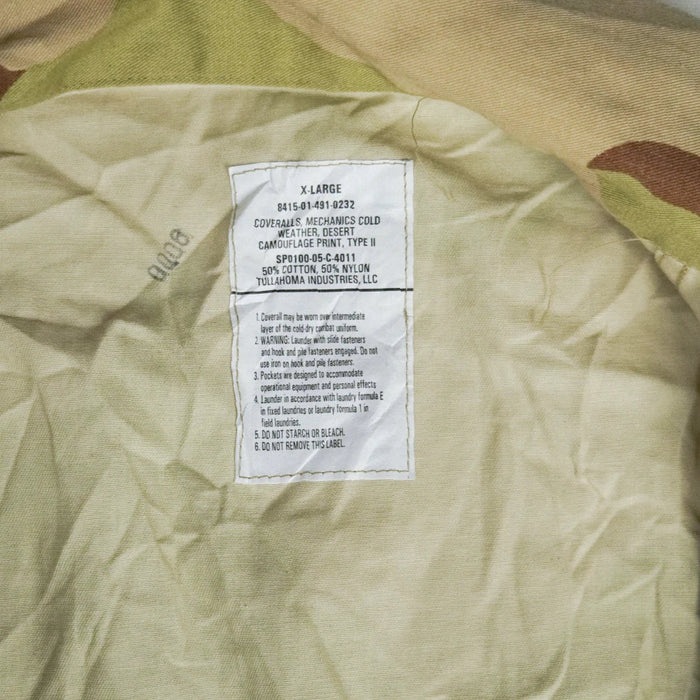 X-LARGE
8415-01-491-0232
COVERALLS, MECHANICS COLD
WEATHER, DESERT
CAMOUFLAGE PRINT, TYPE II
SP0100-05-C-4011
50% COTTON, 50% NYLON
TULLAHOMA INDUSTRIES, LLC
1. Coverall may be worn over intermediate
layer of the cold-dry combat uniform.
2. WARNING: Launder with slide fasteners
and hook and pile fasteners engaged. Do not
use iron on hook and pile fasteners.
3. Pockets are designed to accommodate
operational equipment and personal effects
4. Launder in accordance with laundry formula E
in fixed laundries or laundry formula 1 in
field laundries.
5. DO NOT STARCH OR BLEACH.
6. DO NOT REMOVE THIS LABEL.